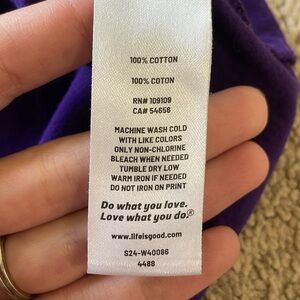 100% COTTON
100% COTON
RN# 109109
CA# 54656
MACHINE WASH COLD
WITH LIKE COLORS
ONLY NON-CHLORINE
BLEACH WHEN NEEDED
TUMBLE DRY LOW
WARM IRON IF NEEDED
DO NOT IRON ON PRINT
Do what you love.
Love what you do.®
www.lifeisgood.com
S24-W40086
4488